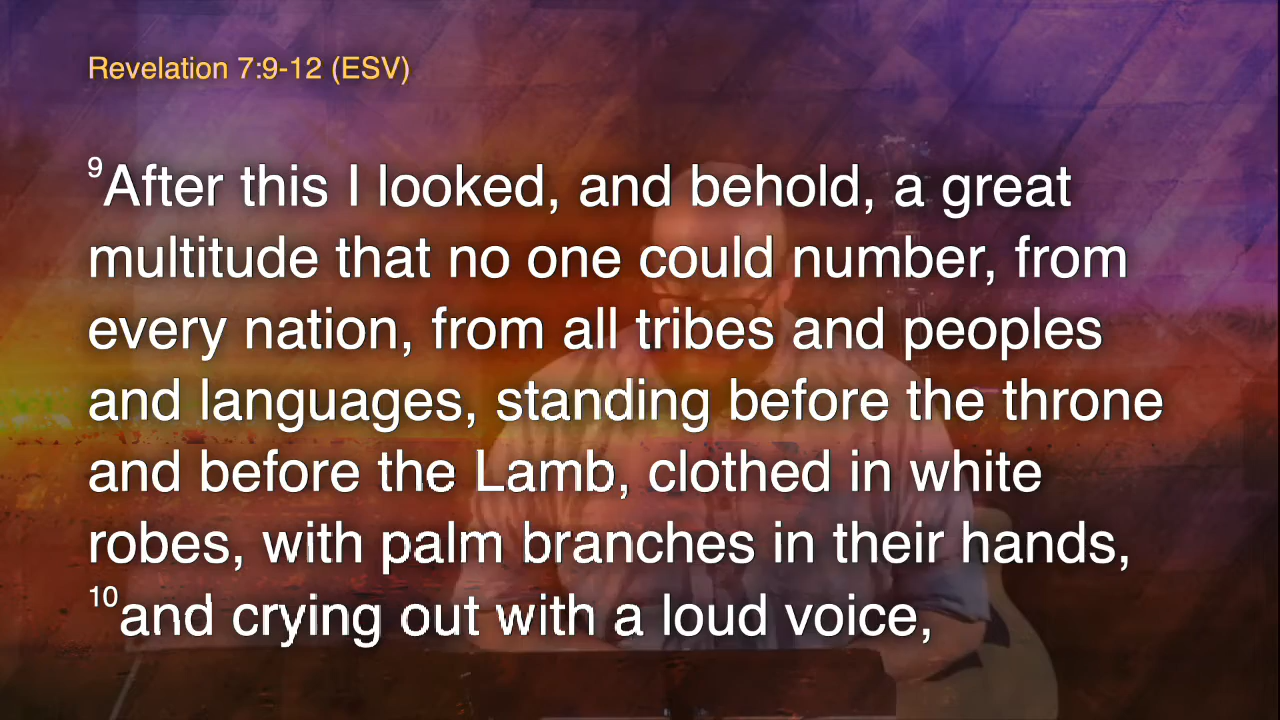 Revelation 7:9-12 (ESV)
9After this I looked, and behold, a great
multitude that no one could number, from
every nation, from all tribes and peoples
and languages, standing before the throne
and before the Lamb, clothed in white
robes, with palm branches in their hands,
10and crying out with a loud voice,